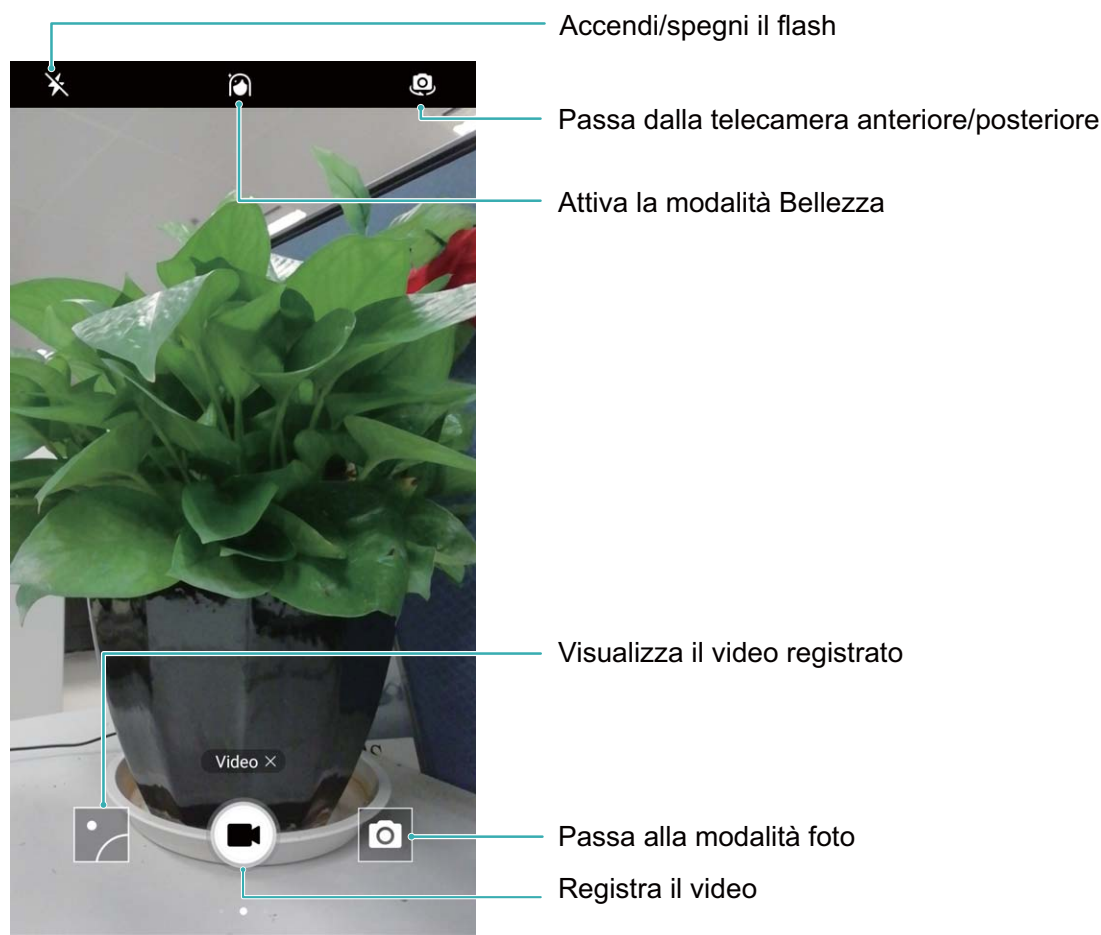 Accendi/spegni il flash
Passa dalla telecamera anteriore/posteriore
Attiva la modalità Bellezza
Visualizza il video registrato
Video ×
Passa alla modalità foto
Registra il video